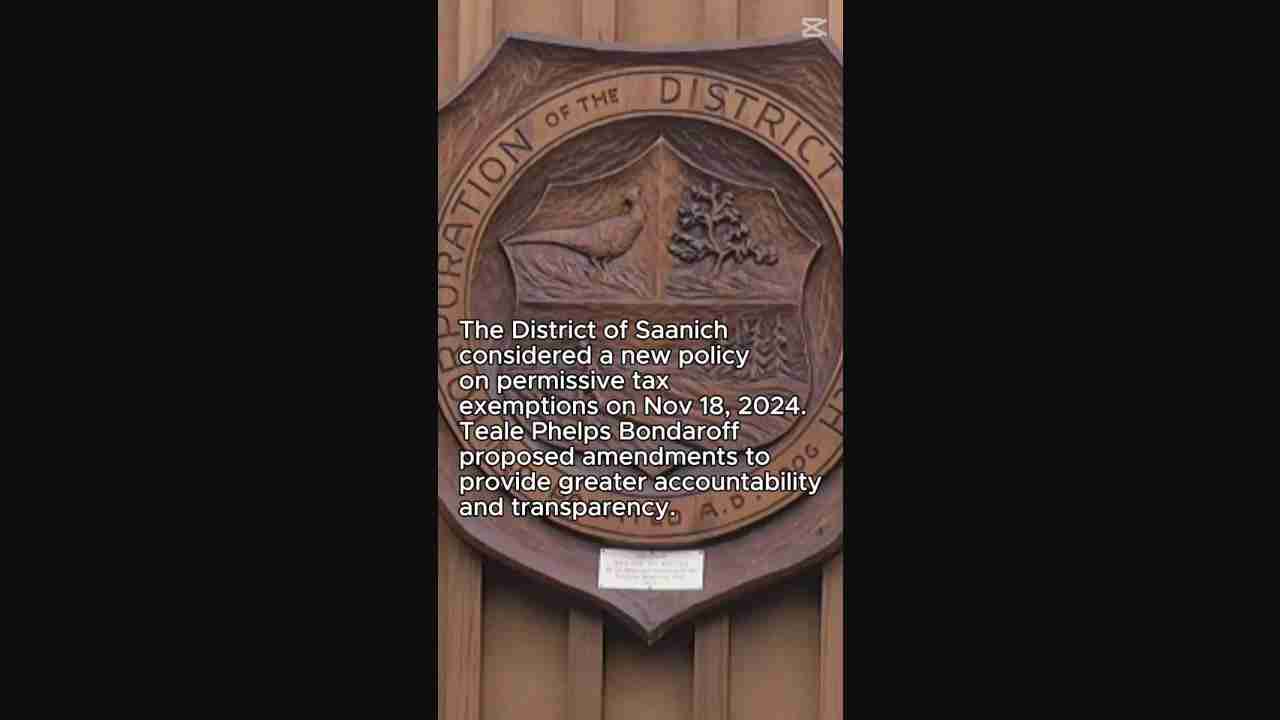 CORPORATION OF THE DISTRICT
The District of Saanich
considered a new policy
on permissive tax
exemptions on Nov 18, 2024.
Teale Phelps Bondaroff
proposed amendments to
provide greater accountability
and transparency.
A.D.